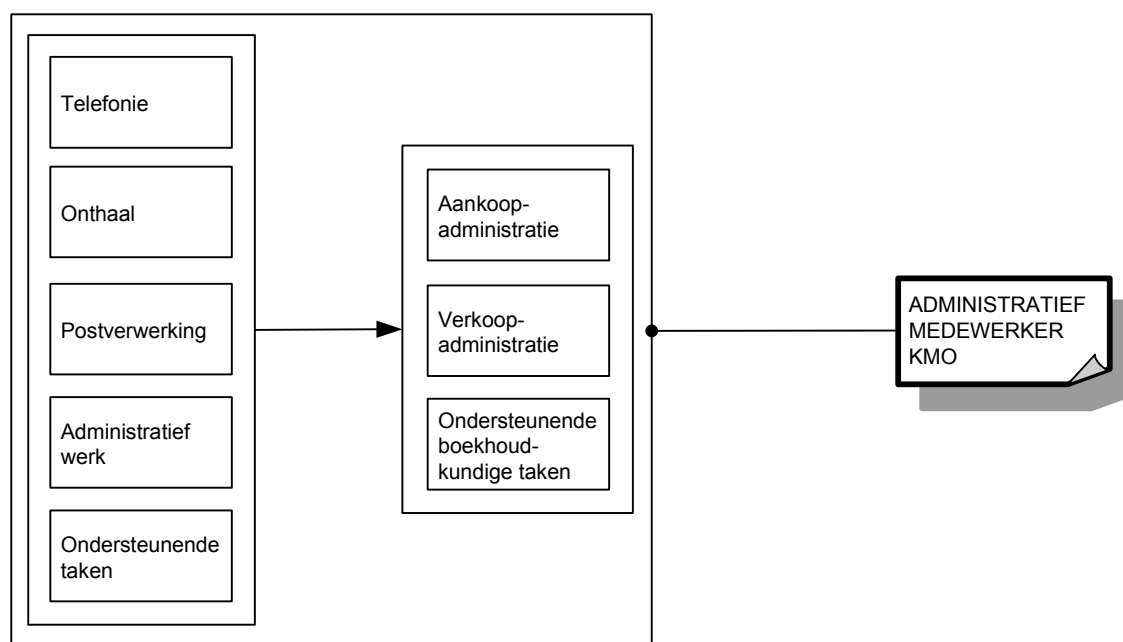 Telefonie
Onthaal
Postverwerking
Administratief
werk
Ondersteunende
taken
Aankoop-
administratie
Verkoop-
administratie
Ondersteunende
boekhoud-
kundige taken
ADMINISTRATIEF
MEDEWERKER
KMO